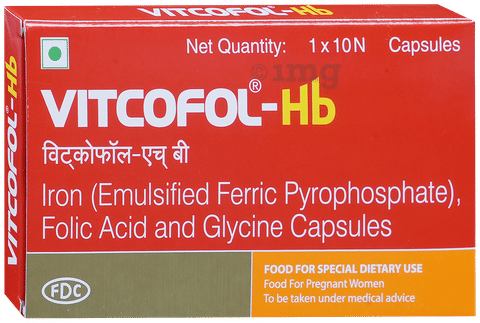 Net Quantity: 1 x 10N Capsules
1mg
VITCOFOL®-Hb
विट्कोफॉल-एच् बी
Iron (Emulsified Ferric Pyrophosphate),
Folic Acid and Glycine Capsules
FOOD FOR SPECIAL DIETARY USE
Food For Pregnant Women
To be taken under medical advice
FDC
VITCOFOL®-Hb